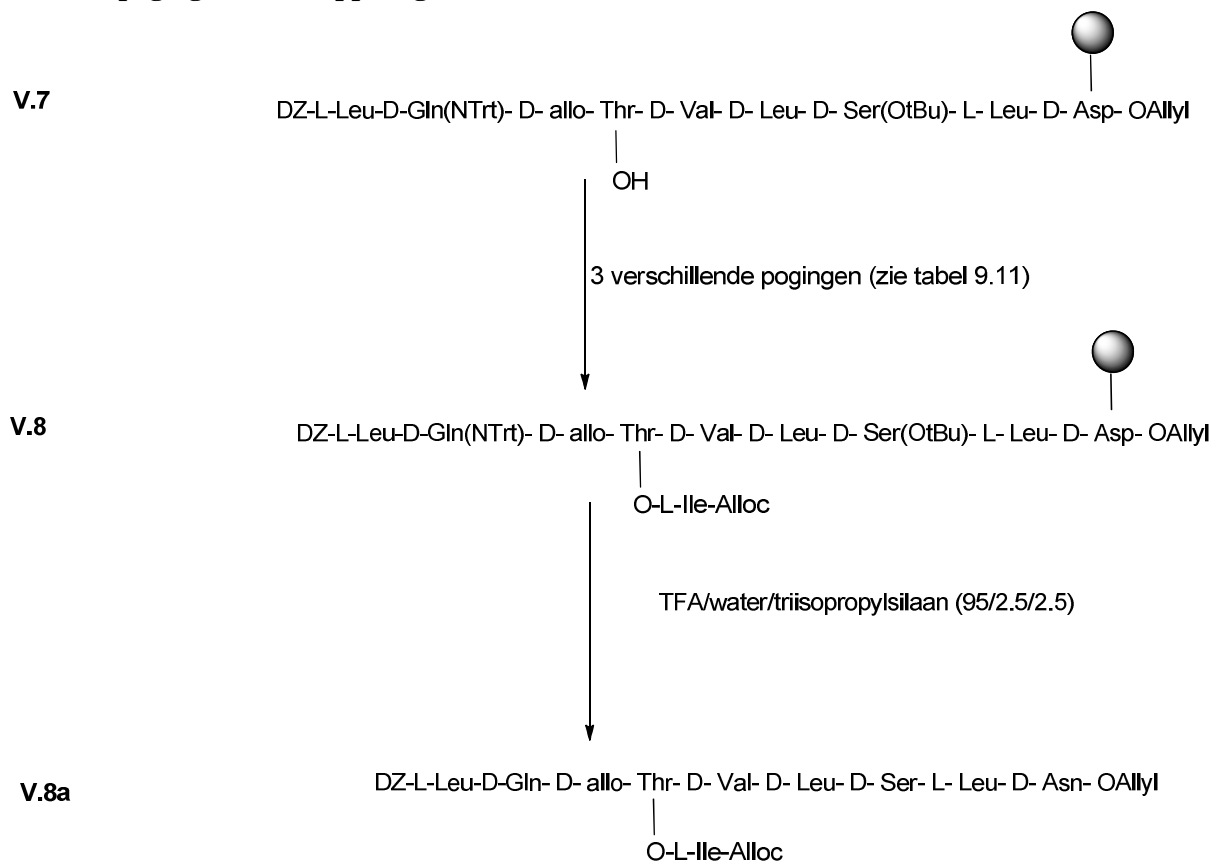 V.7
DZ-L-Leu-D-Gln(NTrt)- D- allo- Thr- D- Val- D- Leu- D- Ser(OtBu)- L- Leu- D- Asp- OAllyl
OH
3 verschillende pogingen (zie tabel 9.11)
V.8
DZ-L-Leu-D-Gln(NTrt)- D- allo- Thr- D- Val- D- Leu- D- Ser(OtBu)- L- Leu- D- Asp- OAllyl
O-L-Ile-Alloc
TFA/water/triisopropylsilaan (95/2.5/2.5)
V.8a
DZ-L-Leu-D-Gln- D- allo- Thr- D- Val- D- Leu- D- Ser- L- Leu- D- Asn- OAllyl
O-L-Ile-Alloc